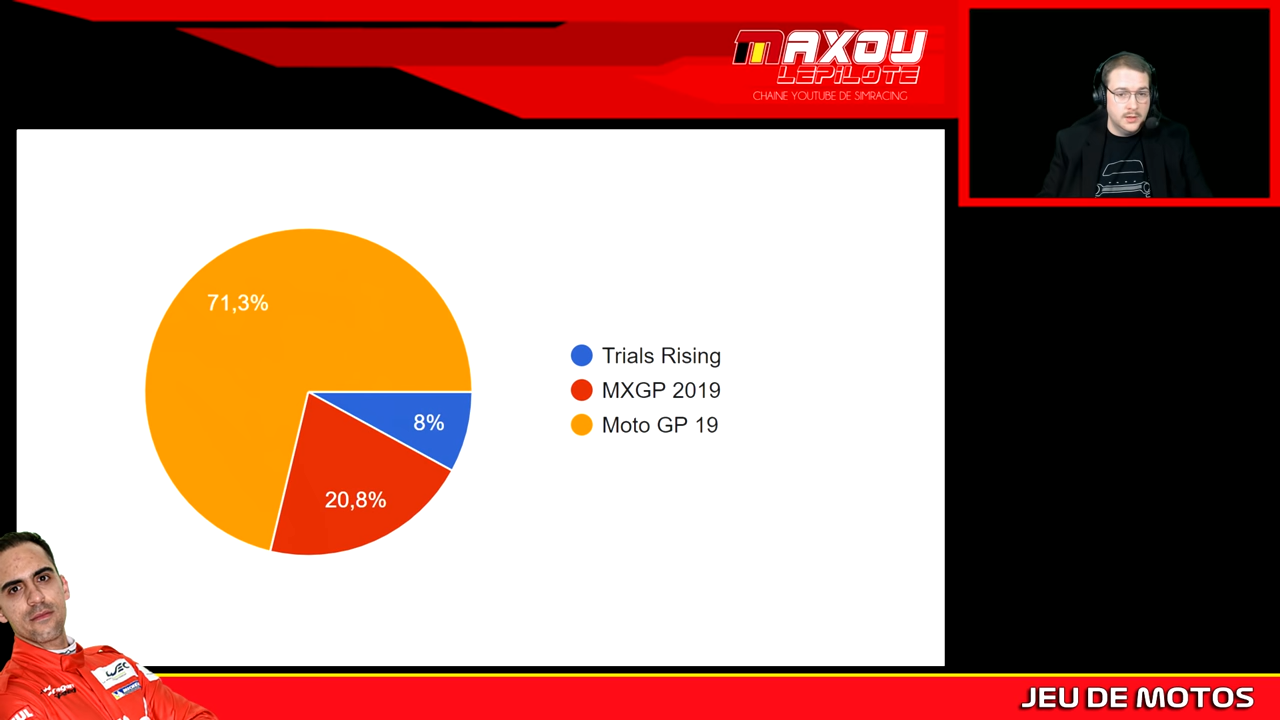 MAXOU
LEPILOTE
CHAINE YOUTUBE DE SIMRACING
71,3%
8%
20,8%
Trials Rising
MXGP 2019
Moto GP 19
WEC
JEU DE MOTOS